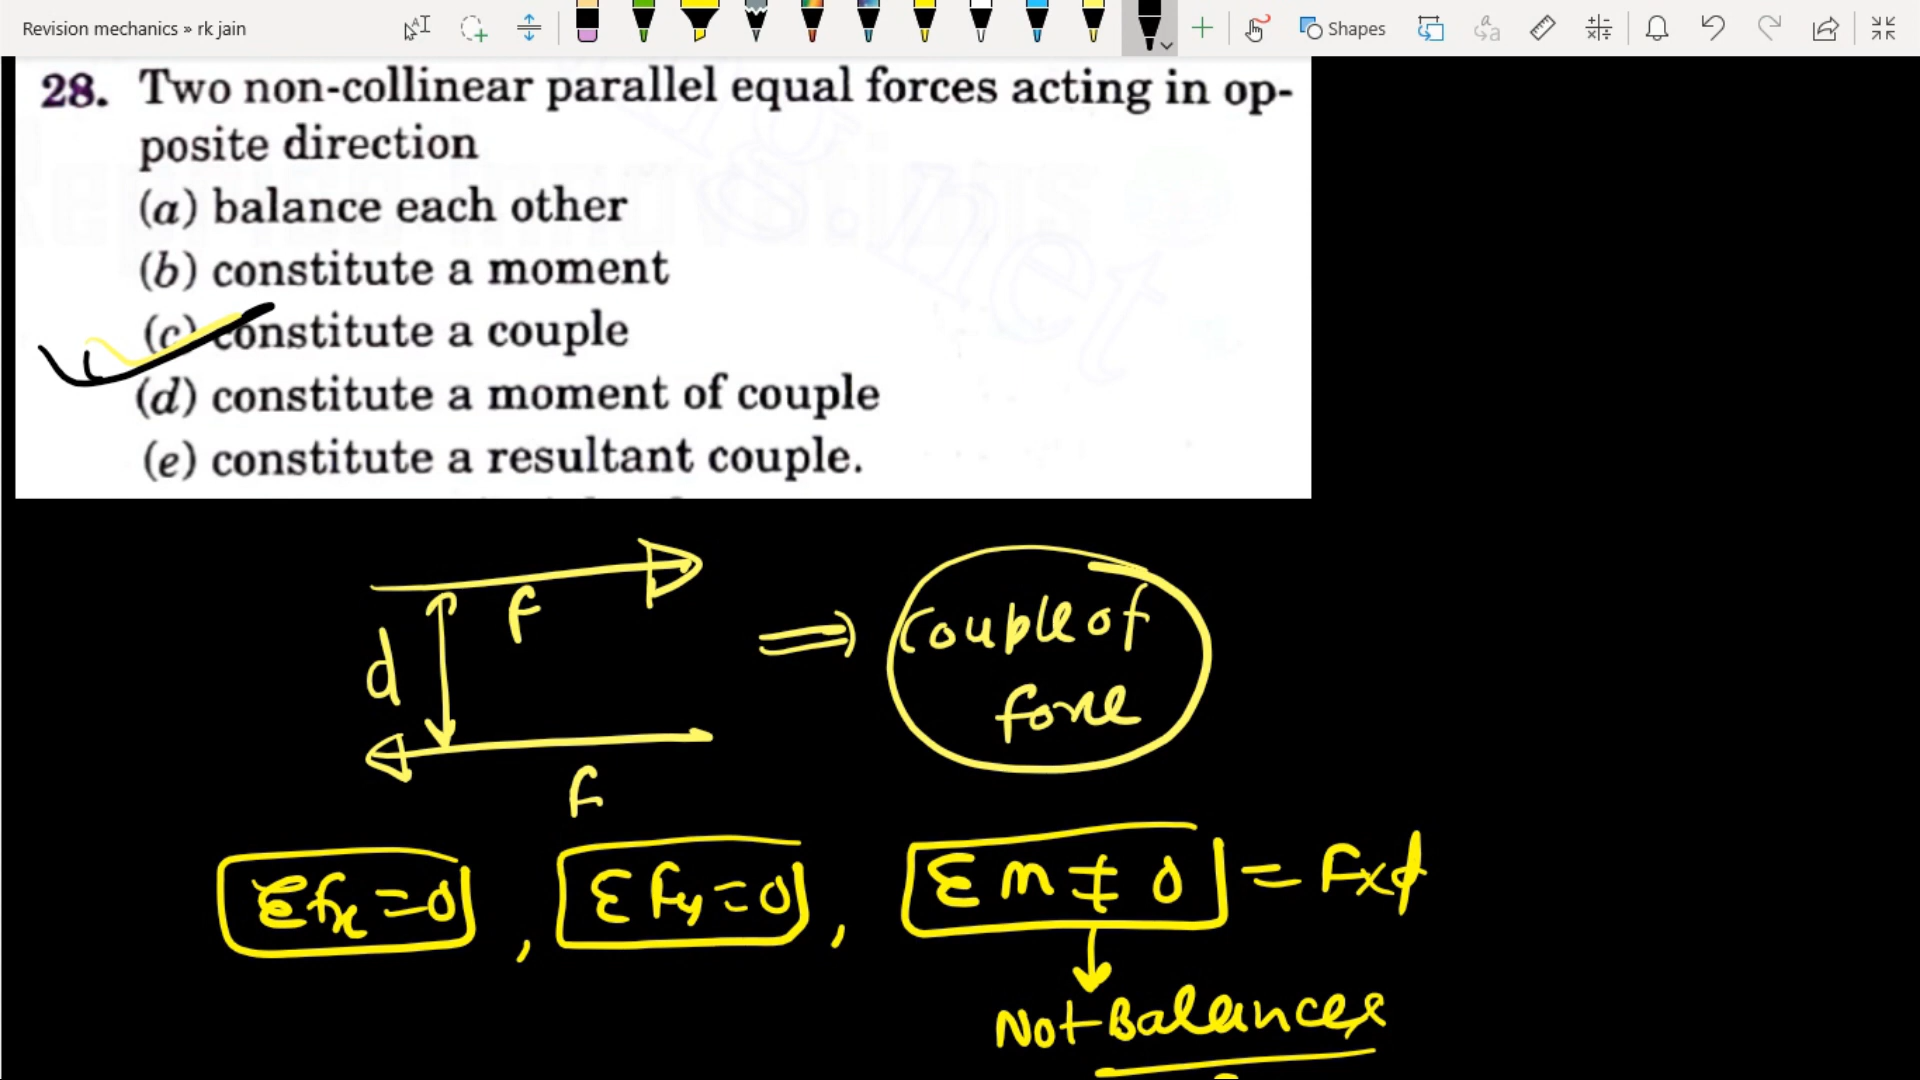 Revision mechanics » rk jain
Shapes
28. Two non-collinear parallel equal forces acting in op-
posite direction
(a) balance each other
(b) constitute a moment
(c) constitute a couple
(d) constitute a moment of couple
(e) constitute a resultant couple.
F
d
F
⇒ Couple of
force
Σfx = 0 , Σfy = 0 , ΣM ≠ 0 = F×d
Not Balances